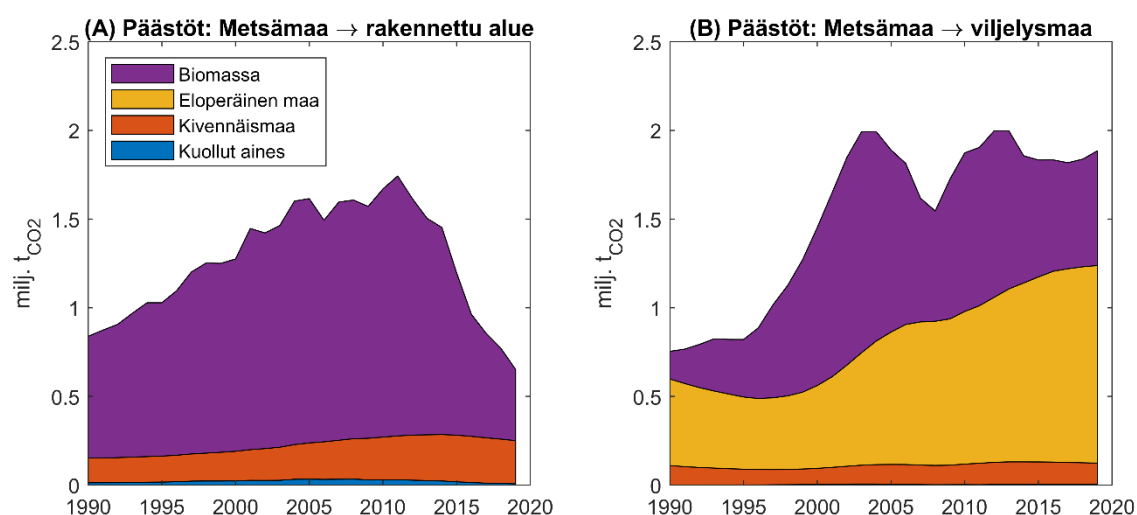 (A) Päästöt: Metsämaa → rakennettu alue
2.5
2
1.5
1
0.5
0
milj. t_CO2
Biomassa
Eloperäinen maa
Kivennäismaa
Kuollut aines
1990 1995 2000 2005 2010 2015 2020
(B) Päästöt: Metsämaa → viljelysmaa
2.5
2
1.5
1
0.5
0
milj. t_CO2
1990 1995 2000 2005 2010 2015 2020